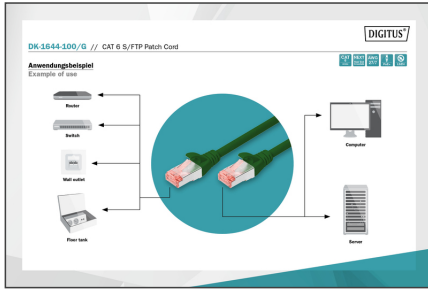 DIGITUS®
DK-1644-100/G // CAT 6 S/FTP Patch Cord
Anwendungsbeispiel
Example of use
Router
Switch
Wall outlet
Floor tank
Computer
Server